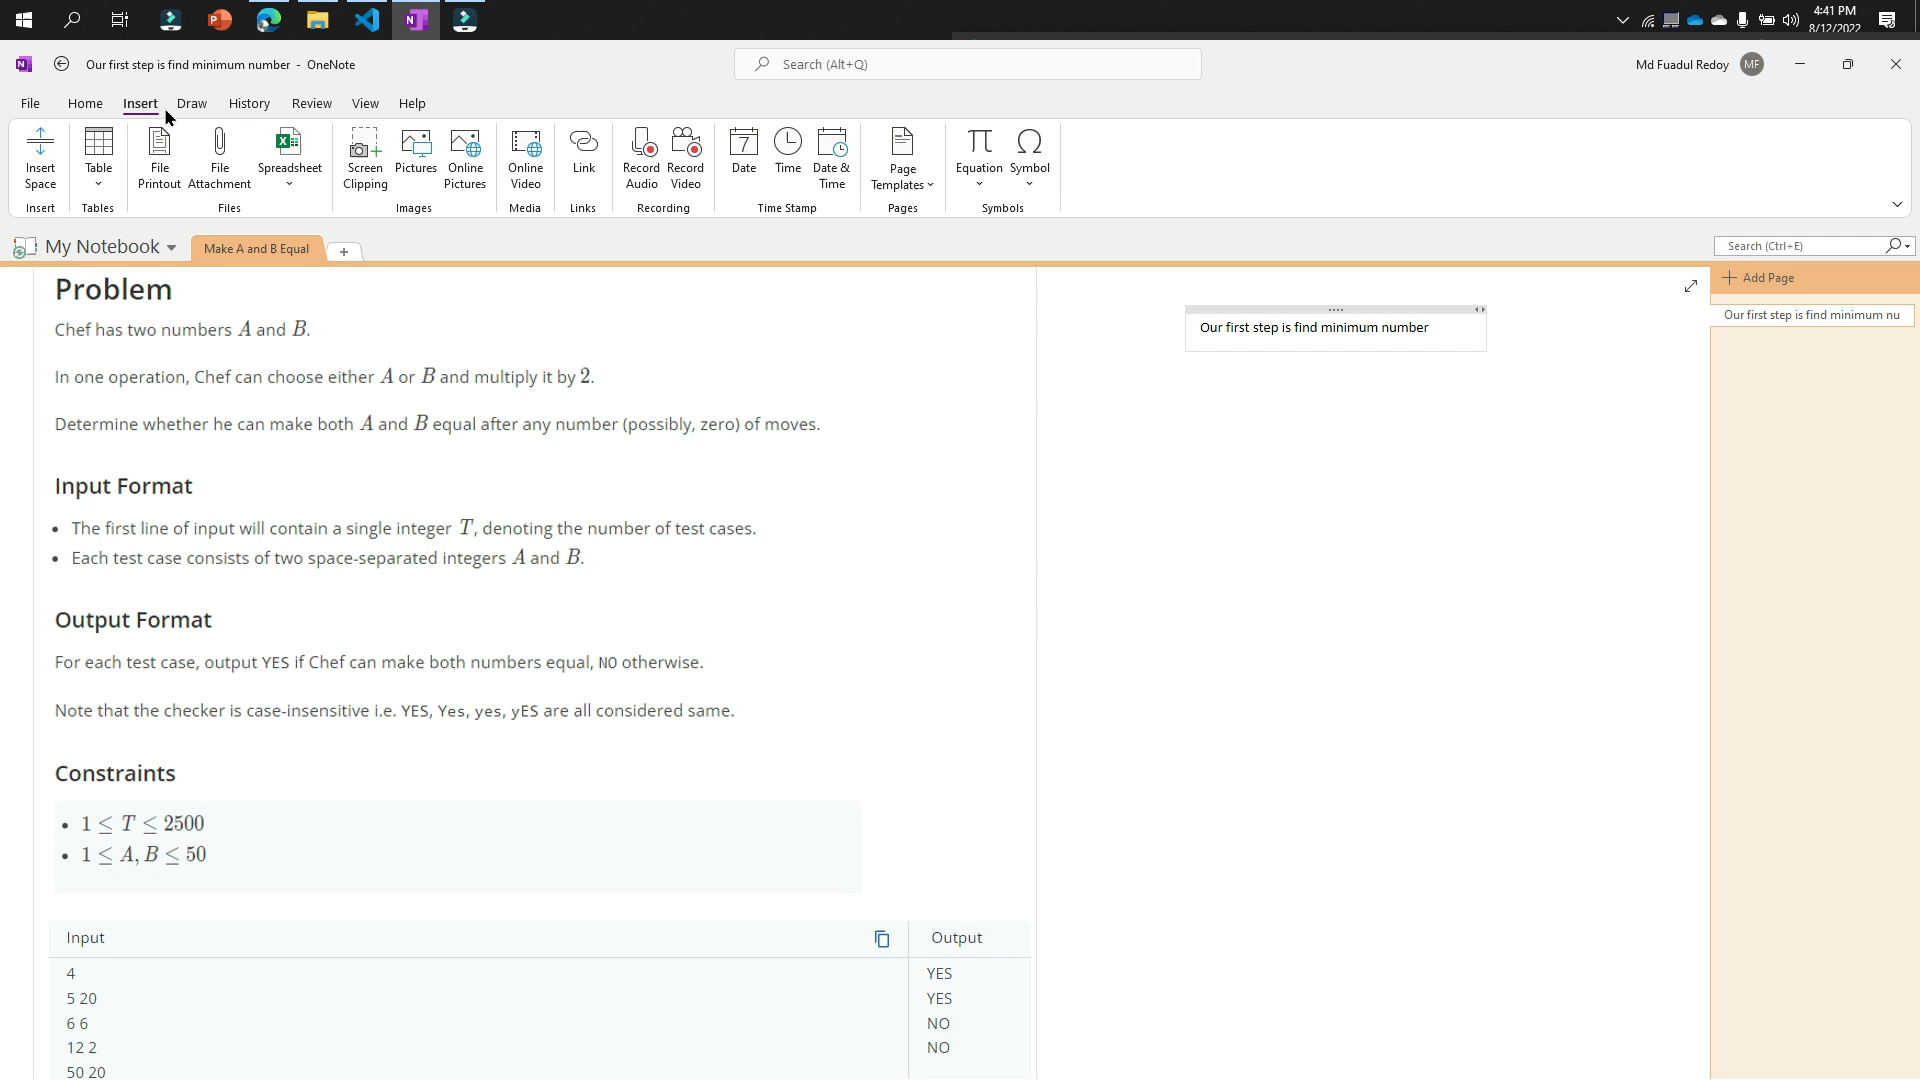 4:41 PM
8/12/2022
Our first step is find minimum number - OneNote
Search (Alt+Q)
Md Fuadul Redoy MF
File Home Insert Draw History Review View Help
Insert Space
Table
File Printout
File Attachment
Spreadsheet
Screen Clipping
Pictures
Online Pictures
Online Video
Link
Record Audio
Record Video
7
Date
Time
Date & Time
Page Templates
π
Equation
Ω
Symbol
Insert Tables Files Images Media Links Recording Time Stamp Pages Symbols
My Notebook Make A and B Equal +
Search (Ctrl+E)
Problem
Chef has two numbers A and B.
In one operation, Chef can choose either A or B and multiply it by 2.
Determine whether he can make both A and B equal after any number (possibly, zero) of moves.
Input Format
• The first line of input will contain a single integer T, denoting the number of test cases.
• Each test case consists of two space-separated integers A and B.
Output Format
For each test case, output YES if Chef can make both numbers equal, NO otherwise.
Note that the checker is case-insensitive i.e. YES, Yes, yes, yES are all considered same.
Constraints
• 1 ≤ T ≤ 2500
• 1 ≤ A, B ≤ 50
Input Output
4 YES
5 20 YES
6 6 NO
12 2 NO
50 20
Our first step is find minimum number
Add Page
Our first step is find minimum nu